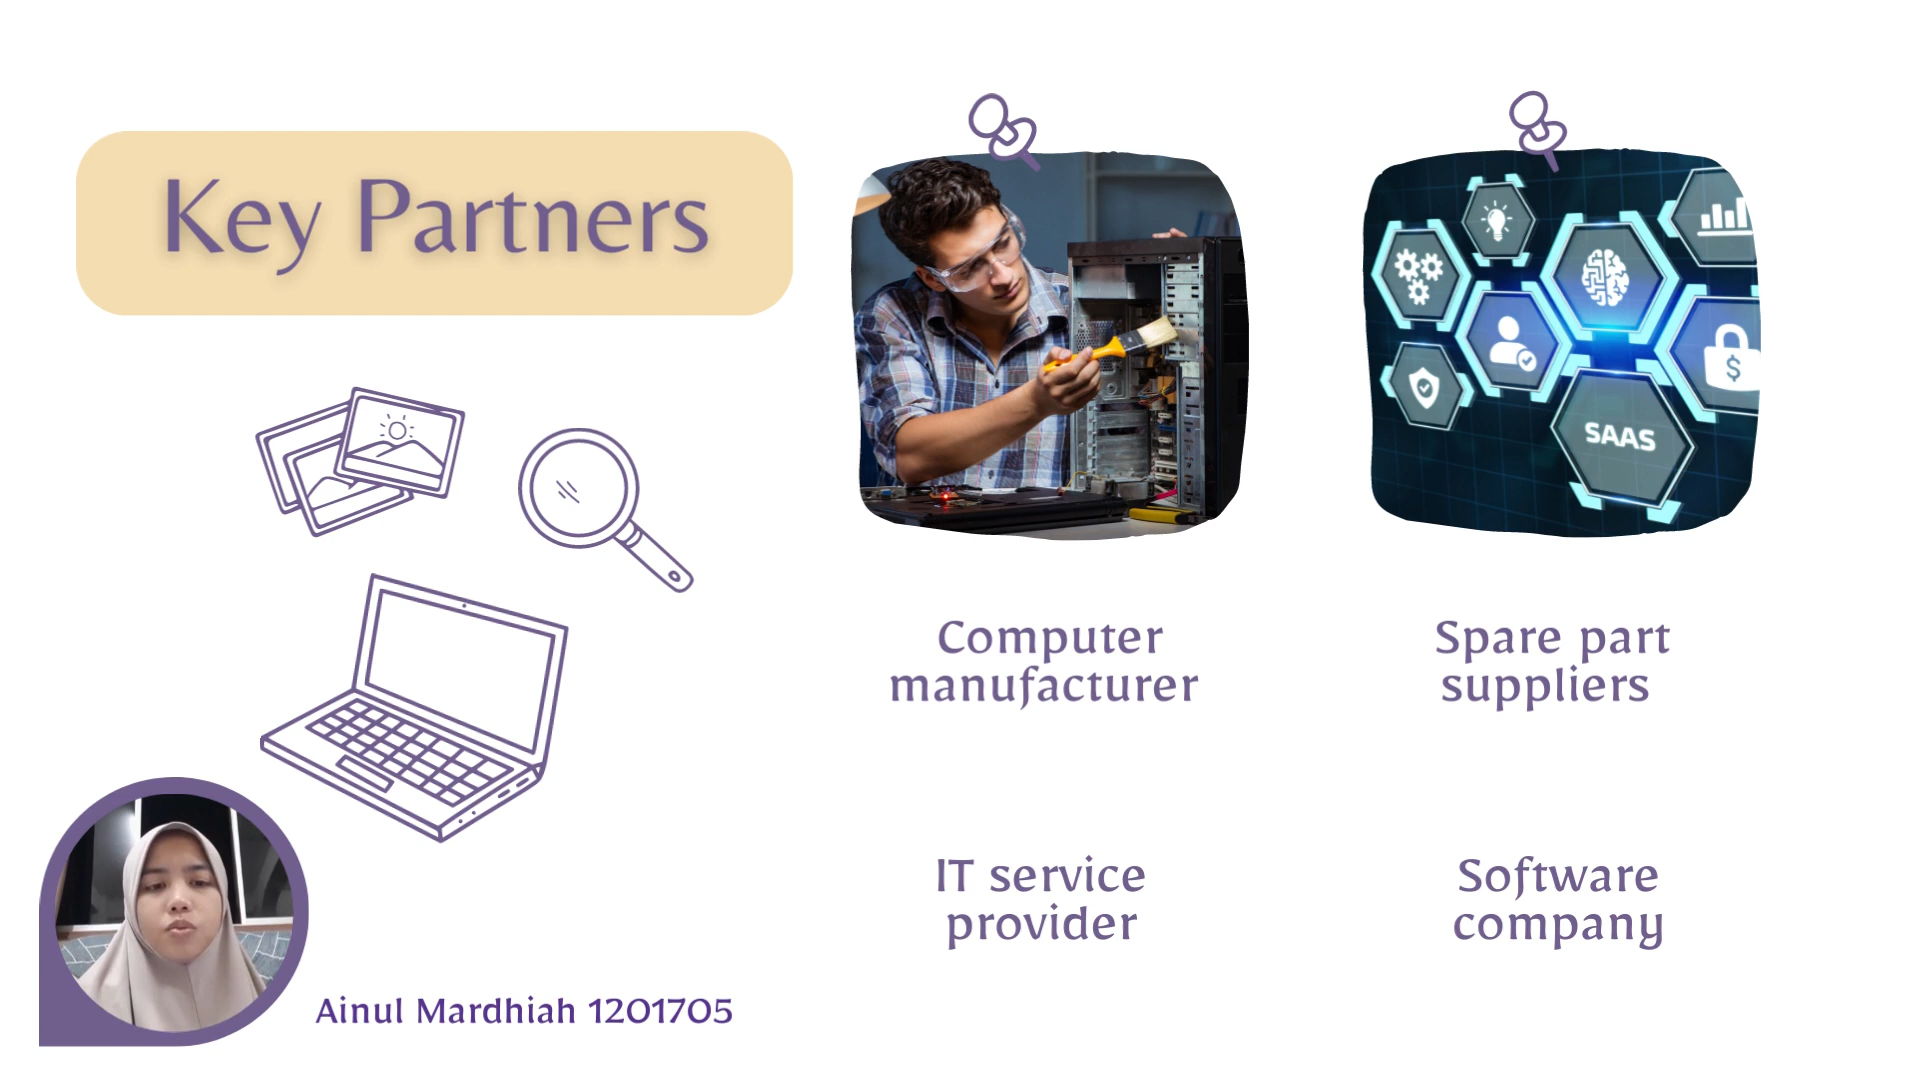 Key Partners
SAAS
$
Computer
manufacturer
Spare part
suppliers
IT service
provider
Software
company
Ainul Mardhiah 1201705